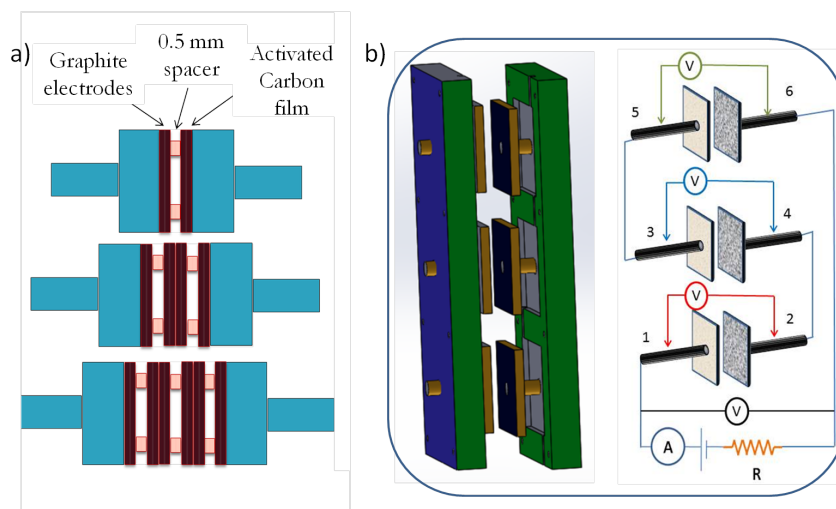 a)
Graphite
electrodes
0.5 mm
spacer
Activated
Carbon
film
b)
V
5
6
V
3
4
V
1
2
V
A
R